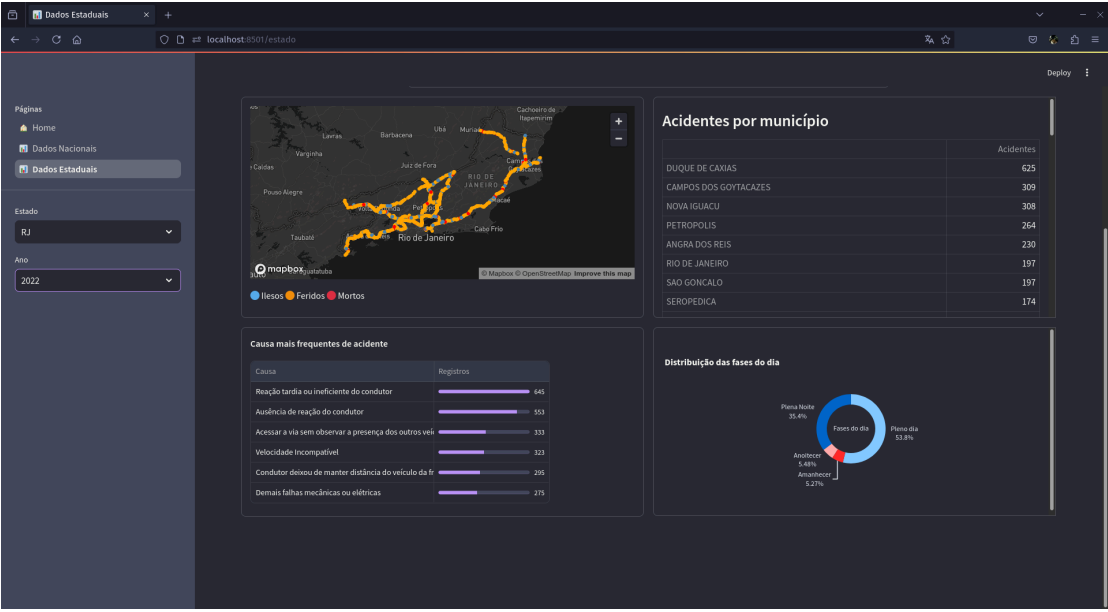 Dados Estaduais
localhost:8501/estado
Deploy
Páginas
Home
Dados Nacionais
Dados Estaduais
Estado
RJ
Ano
2022
Cachoeiro de
Itapemirim
Lavras
Barbacena
Ubá
Muriaé
Varginha
Caldas
Juiz de Fora
RIO DE
JANEIRO
Pouso Alegre
Macaé
Taubaté
Rio de Janeiro
Cabo Frio
mapbox
© Mapbox © OpenStreetMap Improve this map
Ilesos Feridos Mortos
Acidentes por município
Acidentes
DUQUE DE CAXIAS 625
CAMPOS DOS GOYTACAZES 309
NOVA IGUACU 308
PETROPOLIS 264
ANGRA DOS REIS 230
RIO DE JANEIRO 197
SAO GONCALO 197
SEROPEDICA 174
Causa mais frequentes de acidente
Causa Registros
Reação tardia ou ineficiente do condutor 645
Ausência de reação do condutor 553
Acessar a via sem observar a presença dos outros veí 333
Velocidade Incompatível 323
Condutor deixou de manter distância do veículo da fr 295
Demais falhas mecânicas ou elétricas 275
Distribuição das fases do dia
Plena Noite
35.4%
Fases do dia
Pleno dia
53.8%
Anoitecer
5.48%
Amanhecer
5.27%